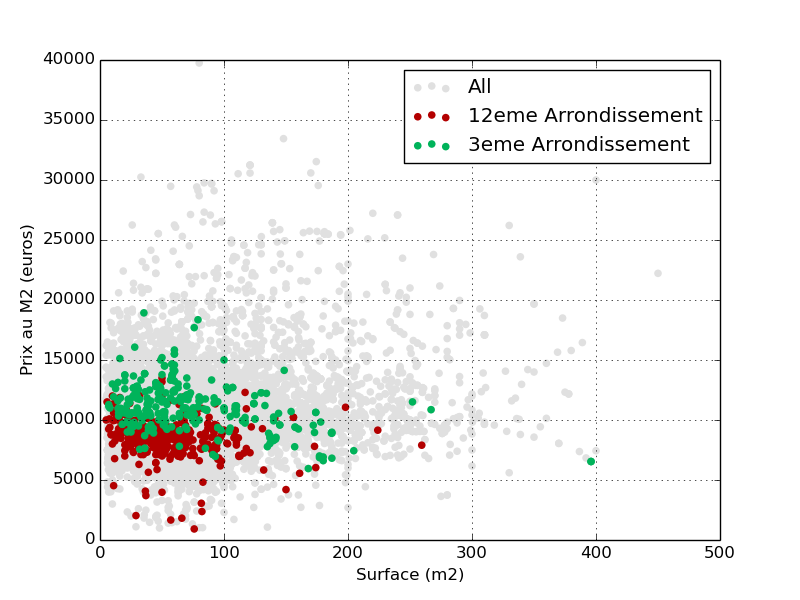 40000
35000
30000
25000
20000
15000
10000
5000
0
Prix au M2 (euros)
All
12eme Arrondissement
3eme Arrondissement
0 100 200 300 400 500
Surface (m2)